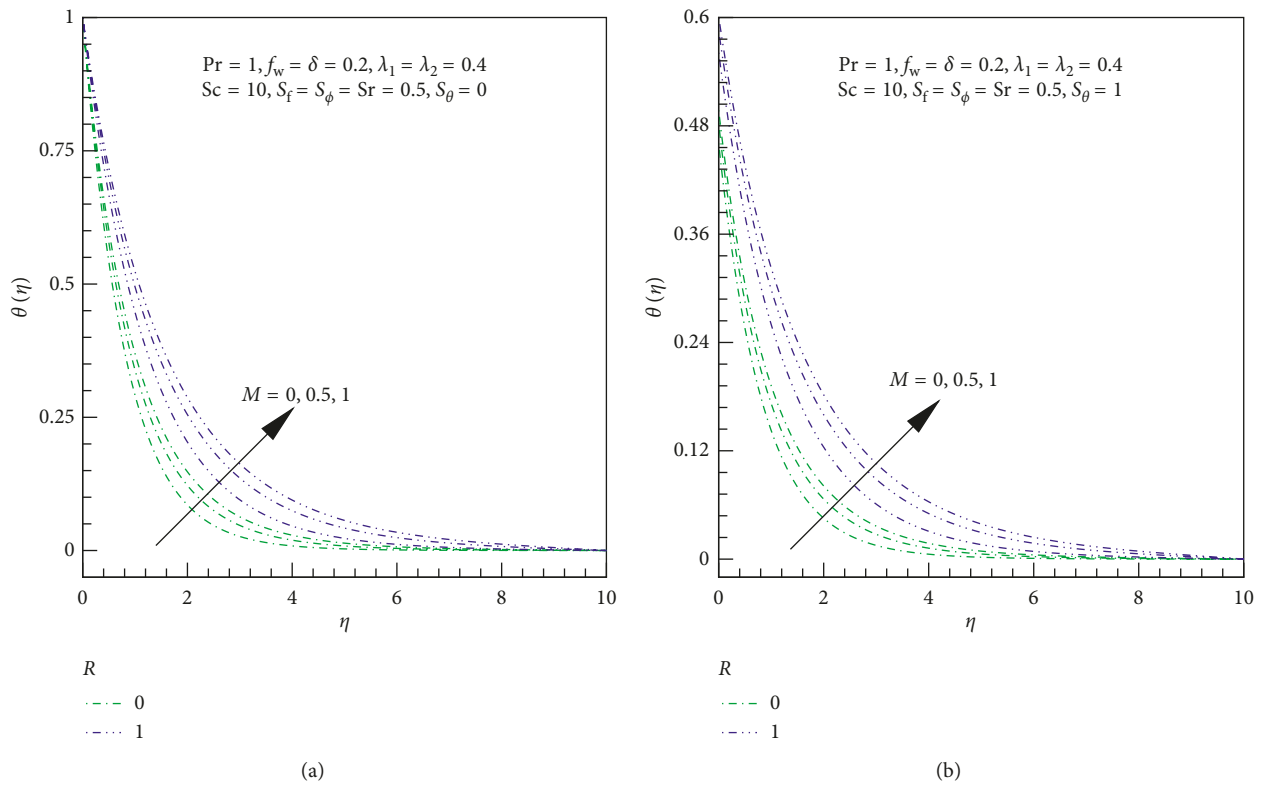 Pr = 1, f_w = δ = 0.2, λ_1 = λ_2 = 0.4
Sc = 10, S_f = S_ϕ = Sr = 0.5, S_θ = 0
1
0.75
0.5
0.25
0
θ (η)
M = 0, 0.5, 1
0 2 4 6 8 10
η
R
0
1
(a)
Pr = 1, f_w = δ = 0.2, λ_1 = λ_2 = 0.4
Sc = 10, S_f = S_ϕ = Sr = 0.5, S_θ = 1
0.6
0.48
0.36
0.24
0.12
0
θ (η)
M = 0, 0.5, 1
0 2 4 6 8 10
η
R
0
1
(b)